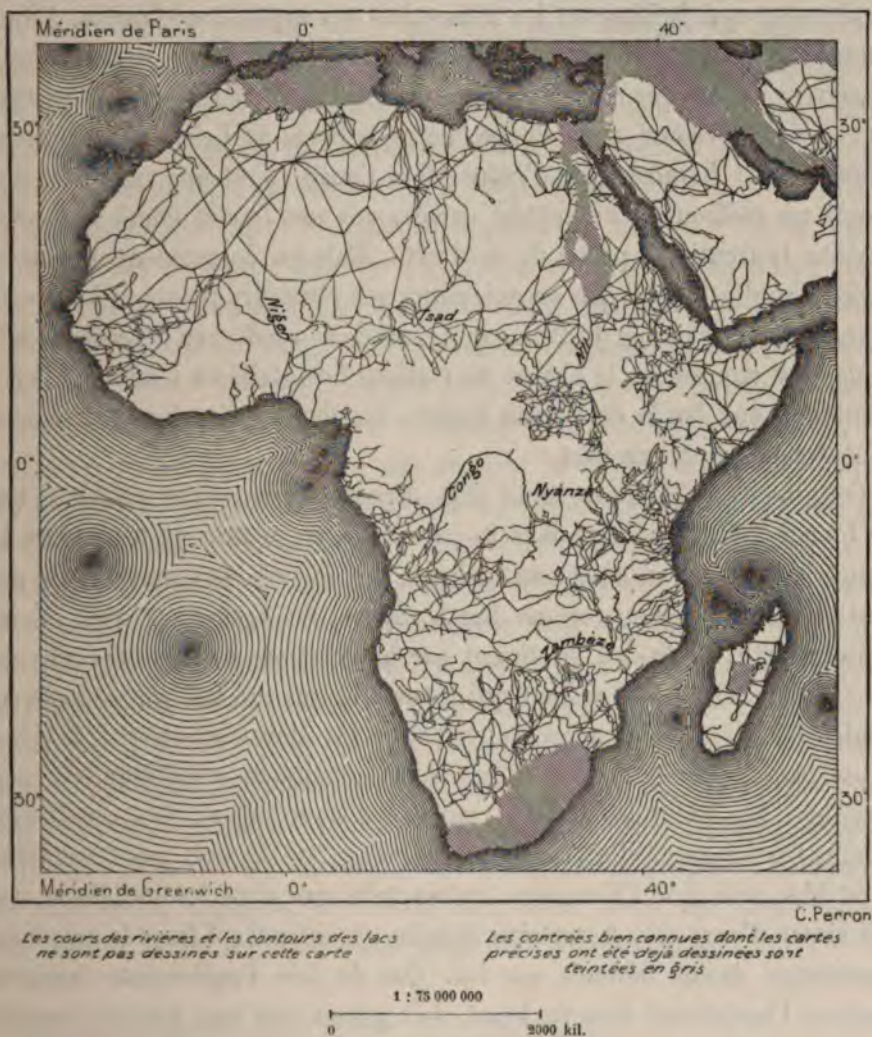 Méridien de Paris 0° 40°
30° 30°
Tsad
Niger
Nil
0° 0°
Congo
Nyanza
Zambèze
30° 30°
Méridien de Greenwich 0° 40°
C. Perron
Les cours des rivières et les contours des lacs
ne sont pas dessinés sur cette carte
Les contrées bien connues dont les cartes
précises ont été déjà dessinées sont
teintées en gris
1 : 75 000 000
0 2000 kil.